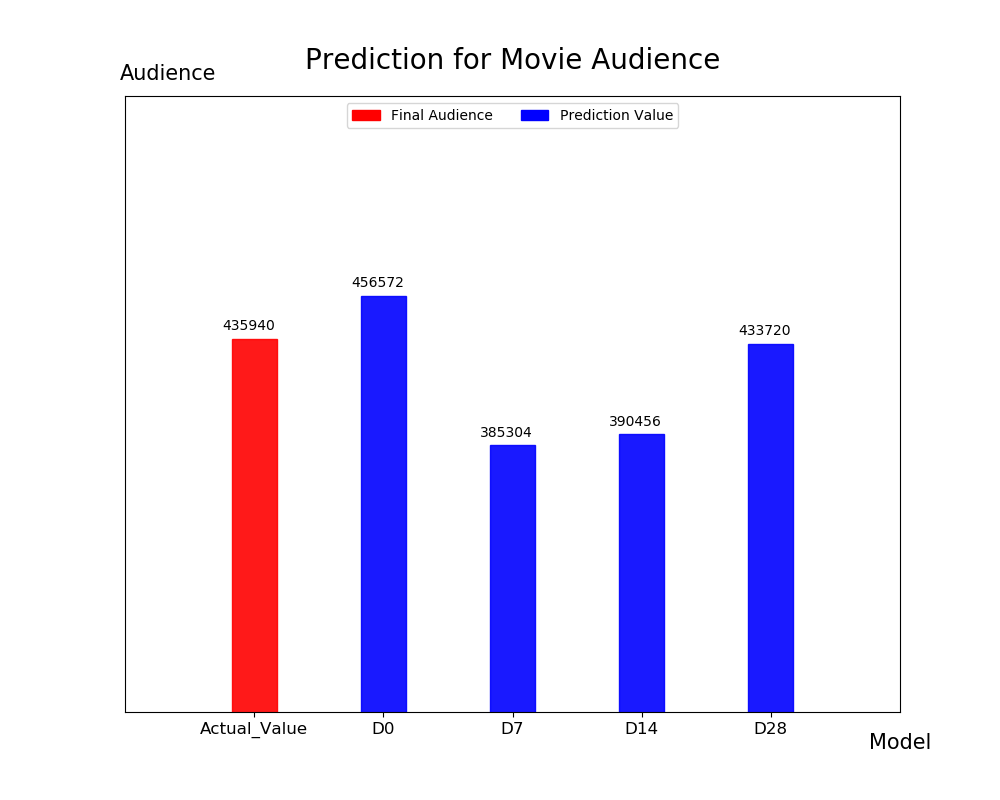 Prediction for Movie Audience
Audience
Final Audience Prediction Value
456572
435940
433720
390456
385304
Actual_Value D0 D7 D14 D28
Model